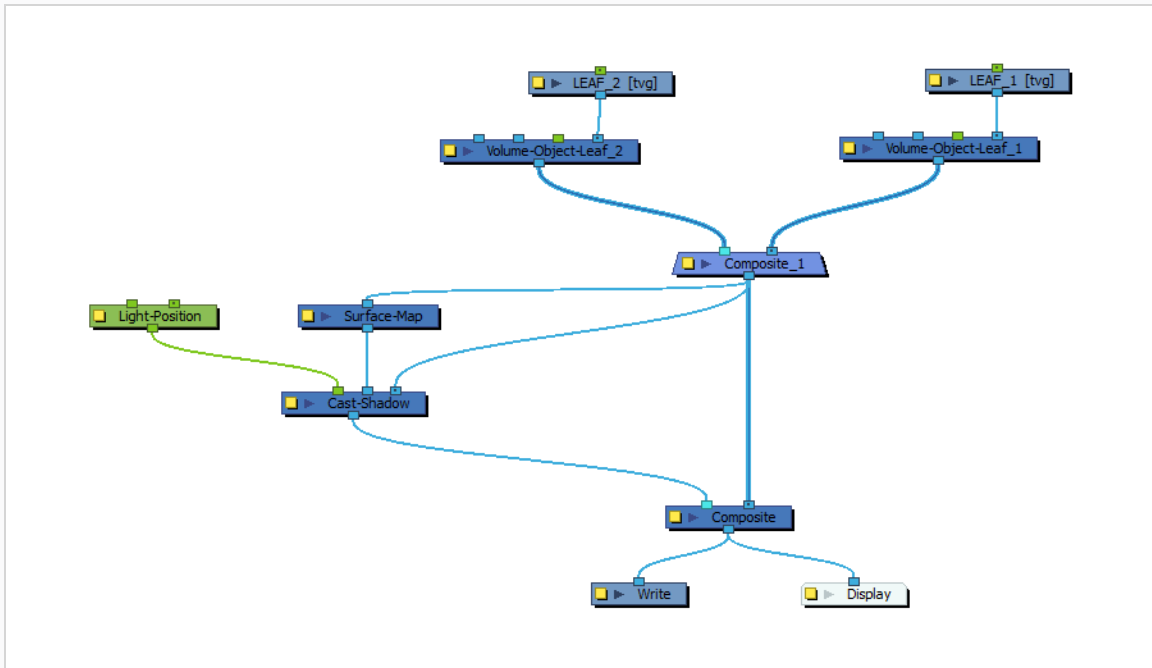 LEAF_2 [tvg]
LEAF_1 [tvg]
Volume-Object-Leaf_2
Volume-Object-Leaf_1
Composite_1
Light-Position
Surface-Map
Cast-Shadow
Composite
Write
Display